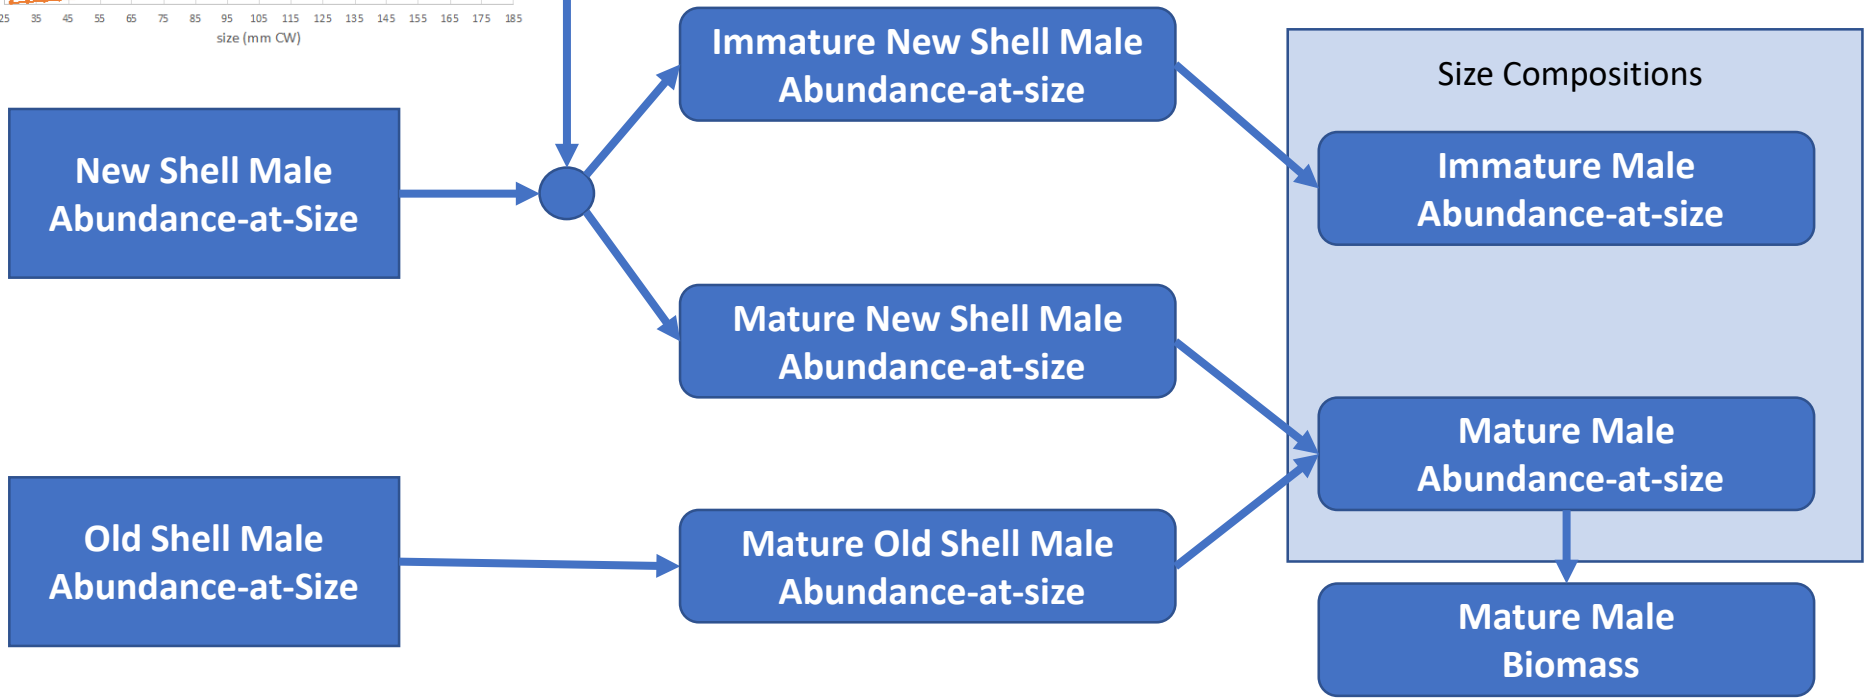 25 35 45 55 65 75 85 95 105 115 125 135 145 155 165 175 185
size (mm CW)
New Shell Male
Abundance-at-Size
Old Shell Male
Abundance-at-Size
Immature New Shell Male
Abundance-at-size
Mature New Shell Male
Abundance-at-size
Mature Old Shell Male
Abundance-at-size
Size Compositions
Immature Male
Abundance-at-size
Mature Male
Abundance-at-size
Mature Male
Biomass